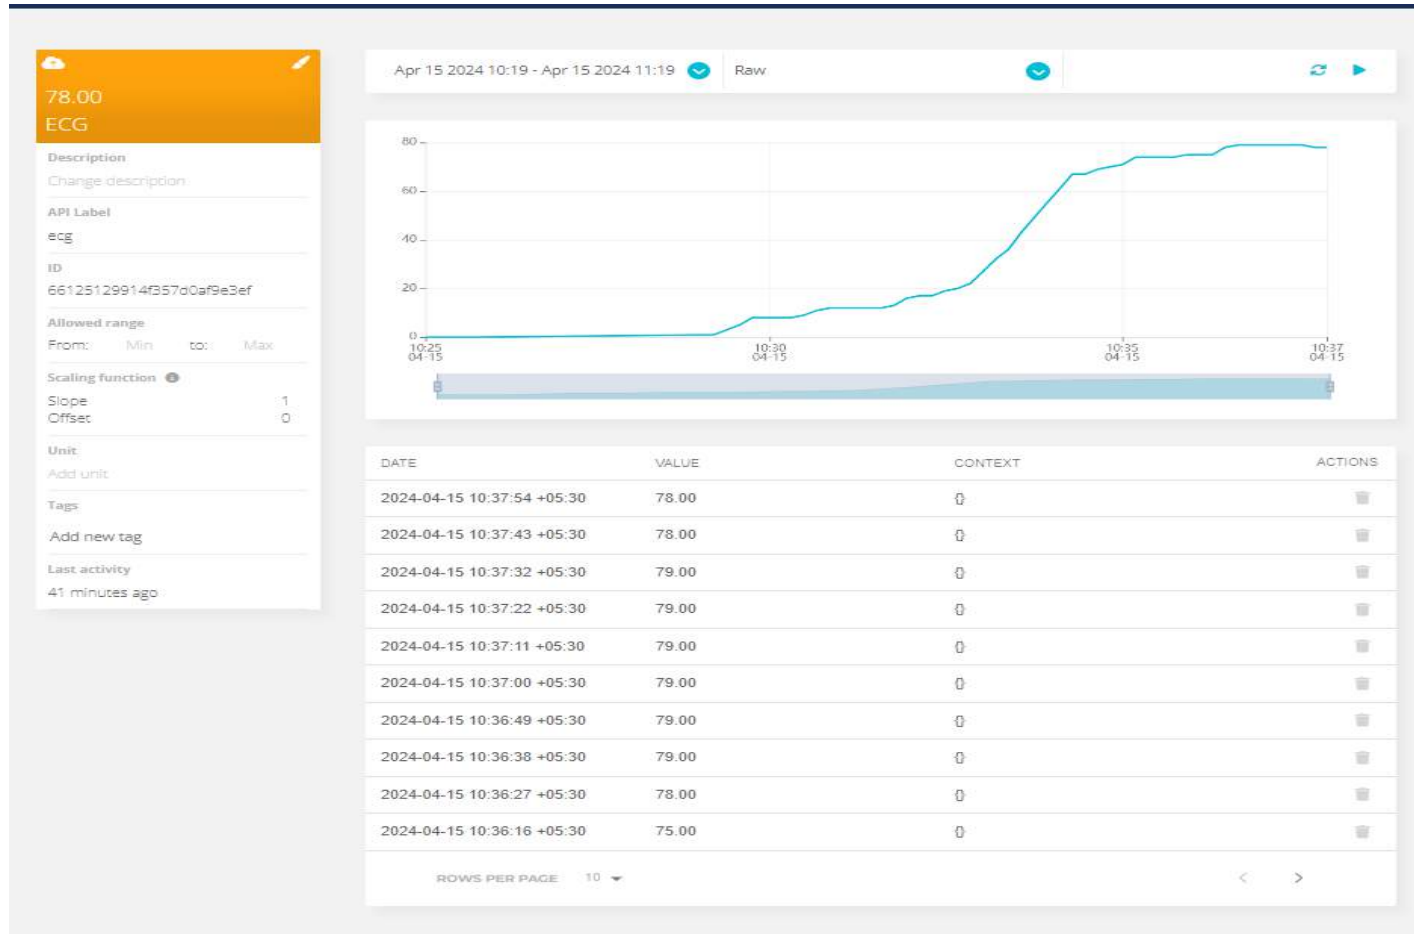 78.00
ECG
Description
Change description
API Label
ecg
ID
66125129914f357d0af9e3ef
Allowed range
From: Min to: Max
Scaling function
Slope 1
Offset 0
Unit
Add unit
Tags
Add new tag
Last activity
41 minutes ago
Apr 15 2024 10:19 - Apr 15 2024 11:19 Raw
80
60
40
20
0
10:25 10:30 10:35 10:37
04-15 04-15 04-15 04-15
DATE VALUE CONTEXT ACTIONS
2024-04-15 10:37:54 +05:30 78.00 {}
2024-04-15 10:37:43 +05:30 78.00 {}
2024-04-15 10:37:32 +05:30 79.00 {}
2024-04-15 10:37:22 +05:30 79.00 {}
2024-04-15 10:37:11 +05:30 79.00 {}
2024-04-15 10:37:00 +05:30 79.00 {}
2024-04-15 10:36:49 +05:30 79.00 {}
2024-04-15 10:36:38 +05:30 79.00 {}
2024-04-15 10:36:27 +05:30 78.00 {}
2024-04-15 10:36:16 +05:30 75.00 {}
ROWS PER PAGE 10 < >